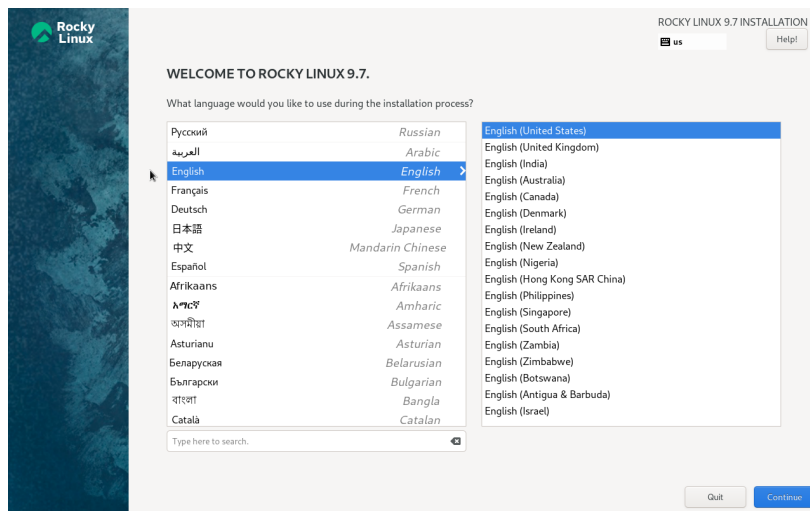 Rocky
Linux
ROCKY LINUX 9.7 INSTALLATION
us
Help!
WELCOME TO ROCKY LINUX 9.7.
What language would you like to use during the installation process?
Русский Russian
العربية Arabic
English English
Français French
Deutsch German
日本語 Japanese
中文 Mandarin Chinese
Español Spanish
Afrikaans Afrikaans
አማርኛ Amharic
অসমীয়া Assamese
Asturianu Asturian
Беларуская Belarusian
Български Bulgarian
বাংলা Bangla
Català Catalan
Type here to search.
English (United States)
English (United Kingdom)
English (India)
English (Australia)
English (Canada)
English (Denmark)
English (Ireland)
English (New Zealand)
English (Nigeria)
English (Hong Kong SAR China)
English (Philippines)
English (Singapore)
English (South Africa)
English (Zambia)
English (Zimbabwe)
English (Botswana)
English (Antigua & Barbuda)
English (Israel)
Quit
Continue